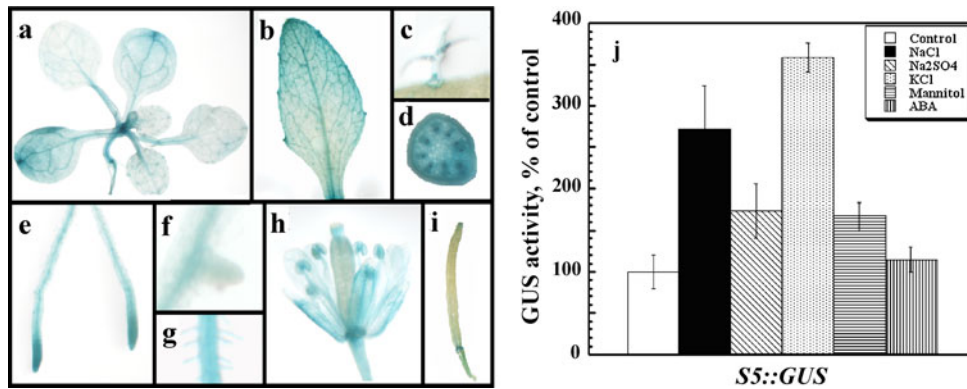 a
b
c
d
e
f
g
h
i
j
Control
NaCl
Na2SO4
KCl
Mannitol
ABA
GUS activity, % of control
400
300
200
100
0
S5::GUS